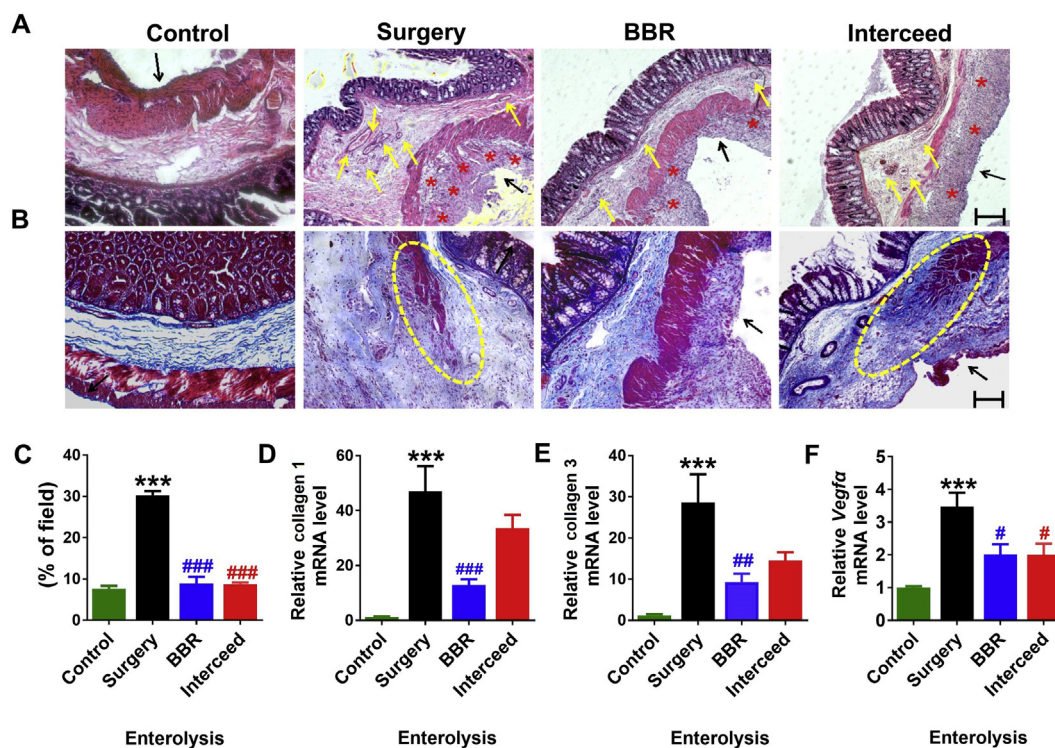 A
Control
Surgery
BBR
Interceed
* * * * * *
* *
* * * *
B
C
(% of field)
40
30
20
10
0
***
###
###
Control
Surgery
BBR
Interceed
Enterolysis
D
Relative collagen 1
mRNA level
60
40
20
0
***
###
Control
Surgery
BBR
Interceed
Enterolysis
E
Relative collagen 3
mRNA level
40
30
20
10
0
***
##
Control
Surgery
BBR
Interceed
Enterolysis
F
Relative Vegfα
mRNA level
5
4
3
2
1
0
***
#
#
Control
Surgery
BBR
Interceed
Enterolysis